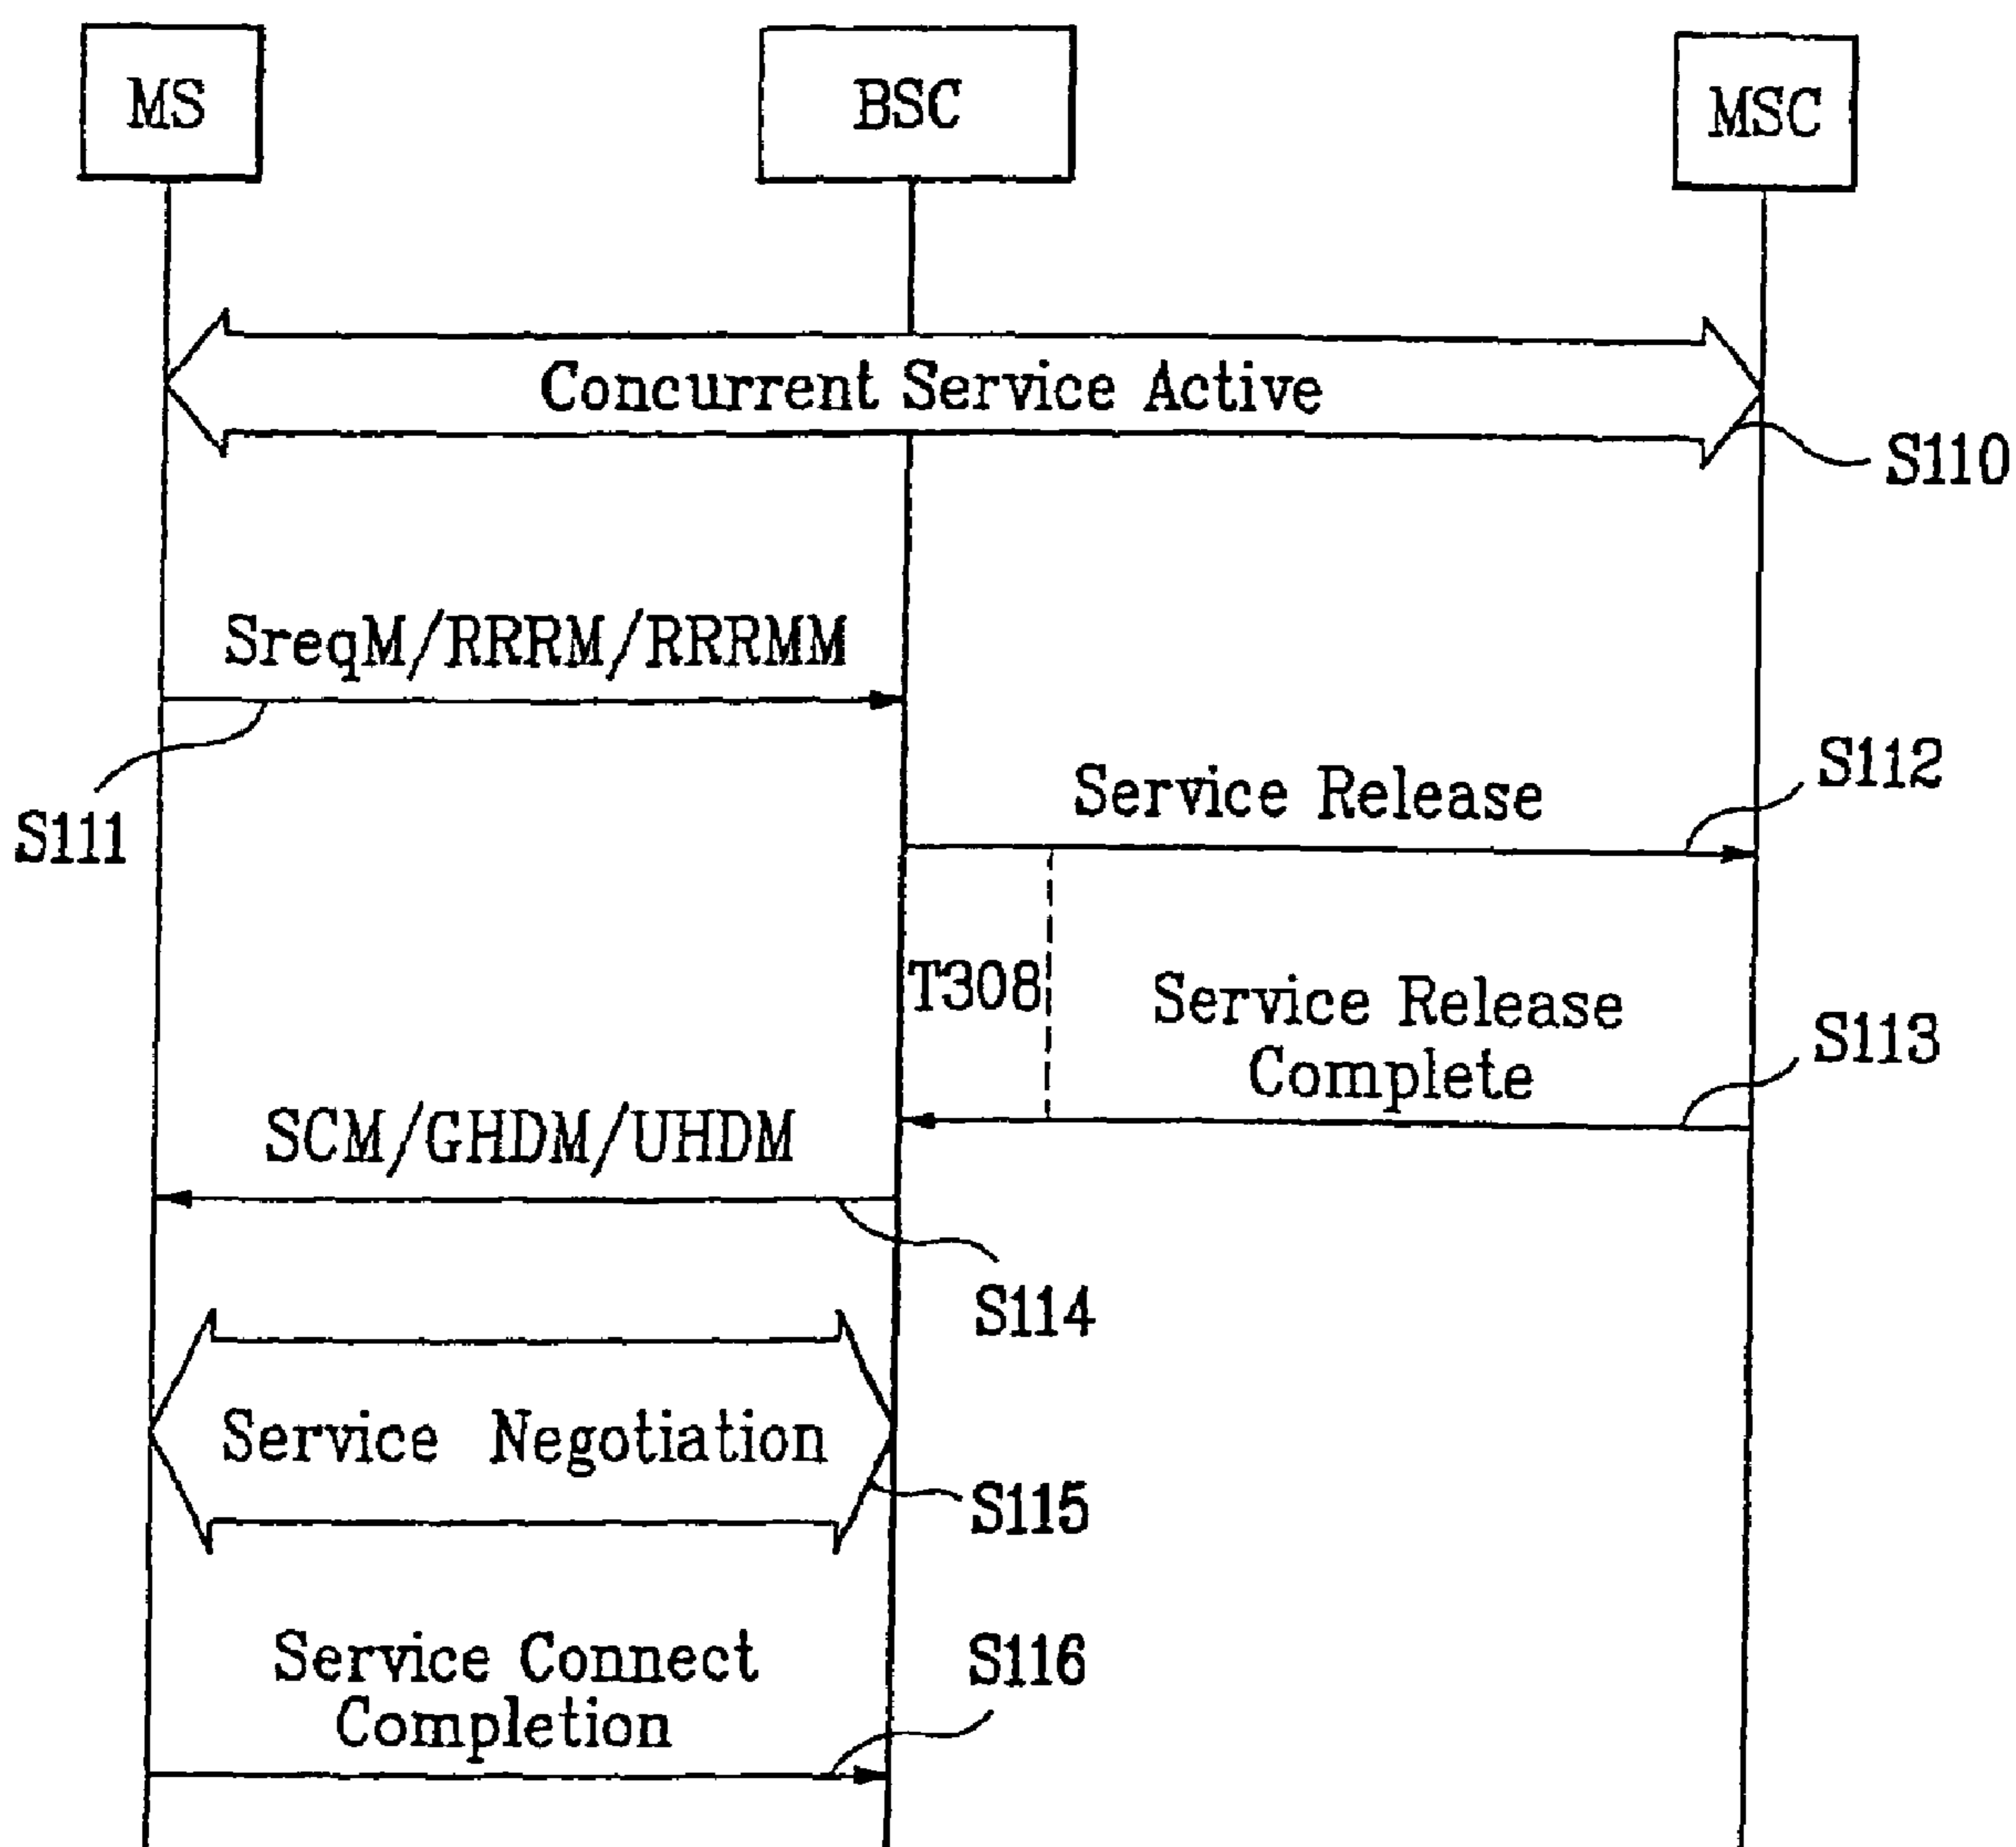 MS
BSC
MSC
Concurrent Service Active
S110
SreqM/RRRM/RRRMM
S111
Service Release
S112
T308
Service Release
Complete
S113
SCM/GHDM/UHDM
S114
Service Negotiation
S115
Service Connect
Completion
S116